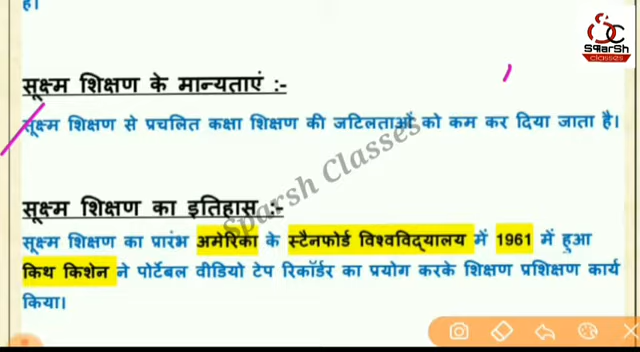 है।
SparSh
classes
सूक्ष्म शिक्षण के मान्यताएं :-
सूक्ष्म शिक्षण से प्रचलित कक्षा शिक्षण की जटिलताओं को कम कर दिया जाता है।
Sparsh Classes
सूक्ष्म शिक्षण का इतिहास :-
सूक्ष्म शिक्षण का प्रारंभ अमेरिका के स्टैनफोर्ड विश्वविद्यालय में 1961 में हुआ
किथ किशेन ने पोर्टेबल वीडियो टेप रिकॉर्डर का प्रयोग करके शिक्षण प्रशिक्षण कार्य
किया।